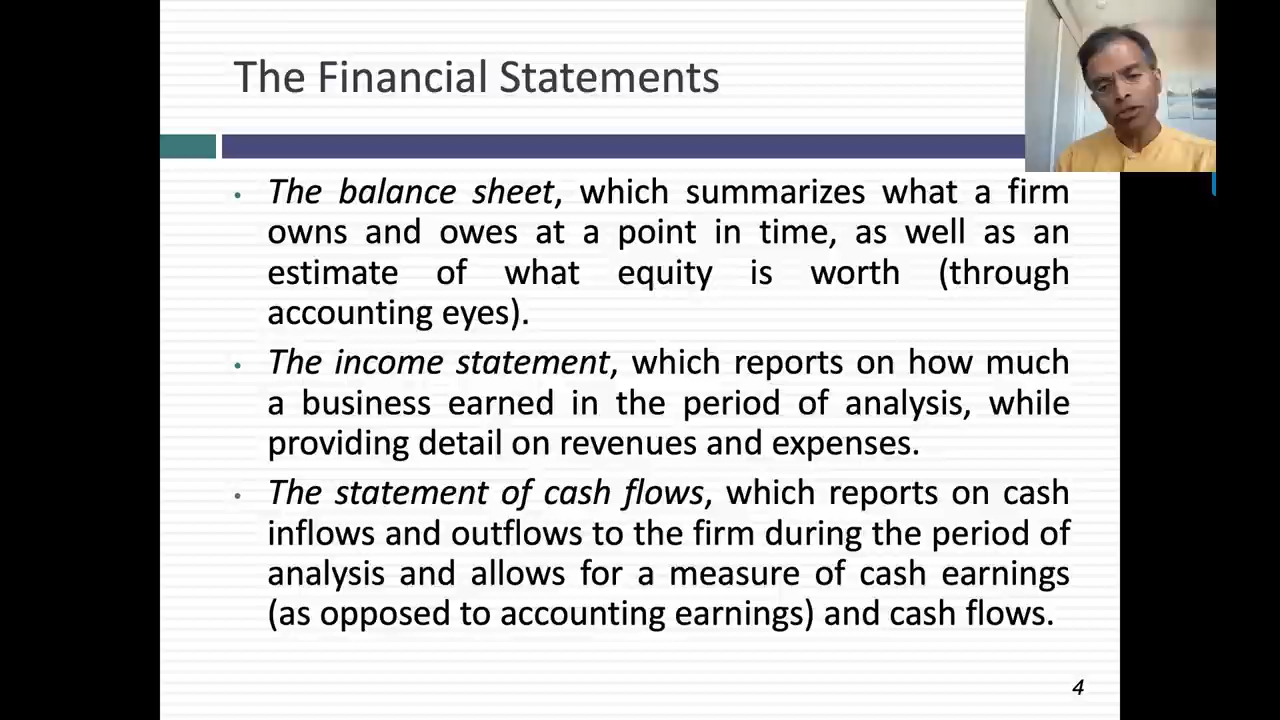 The Financial Statements
• The balance sheet, which summarizes what a firm
owns and owes at a point in time, as well as an
estimate of what equity is worth (through
accounting eyes).
• The income statement, which reports on how much
a business earned in the period of analysis, while
providing detail on revenues and expenses.
• The statement of cash flows, which reports on cash
inflows and outflows to the firm during the period of
analysis and allows for a measure of cash earnings
(as opposed to accounting earnings) and cash flows.
4